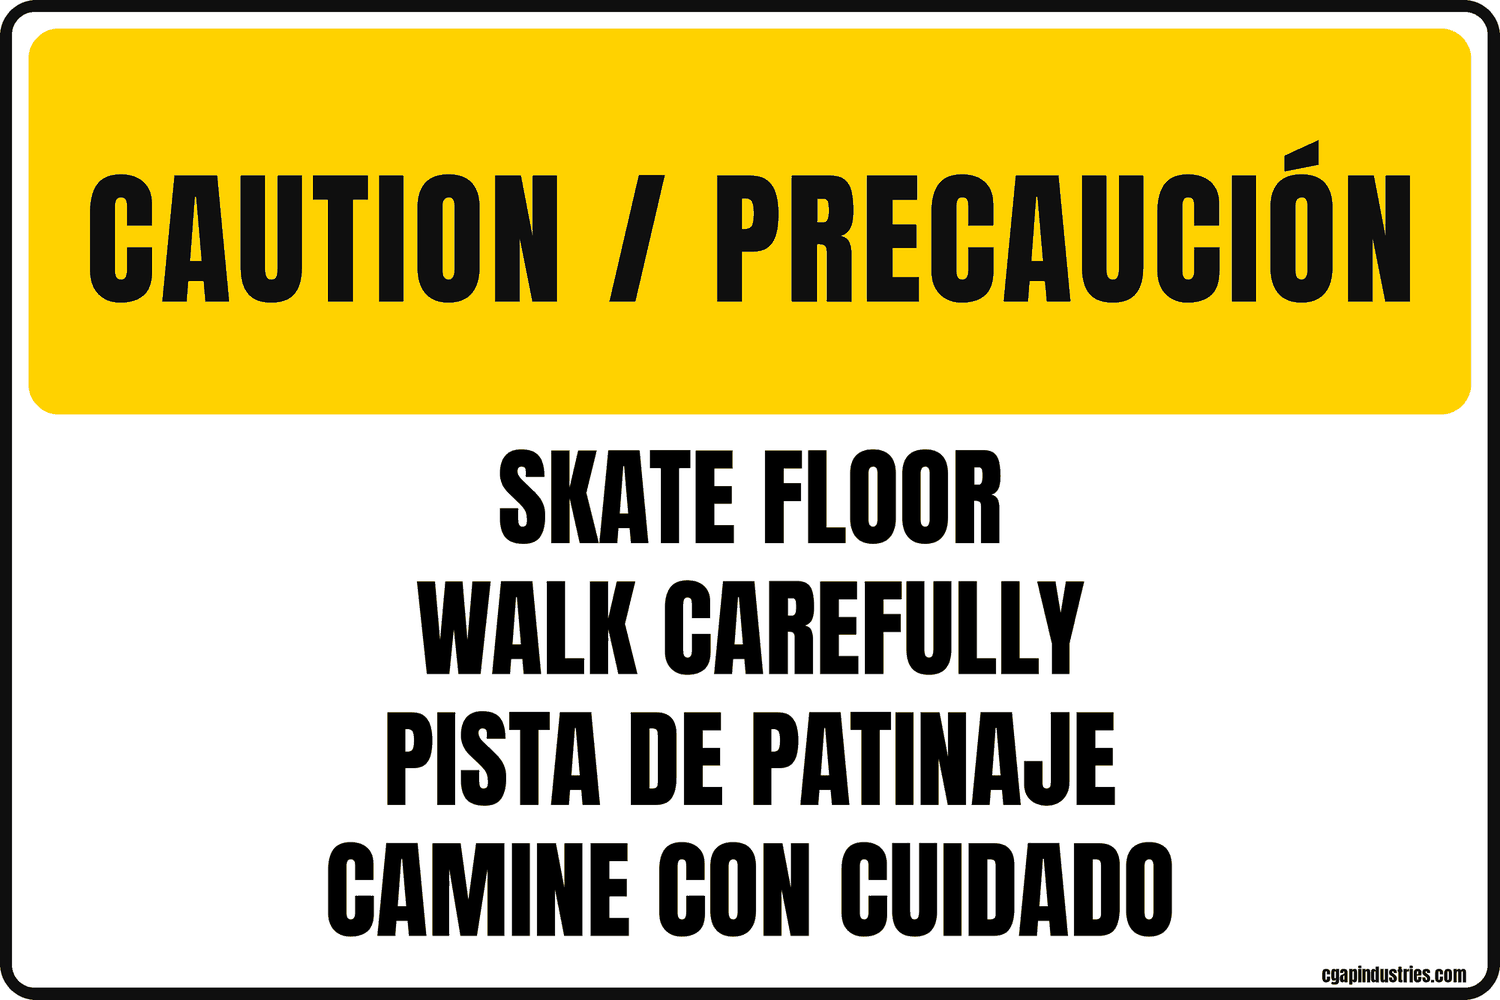 CAUTION / PRECAUCIÓN
SKATE FLOOR
WALK CAREFULLY
PISTA DE PATINAJE
CAMINE CON CUIDADO
cgapindustries.com